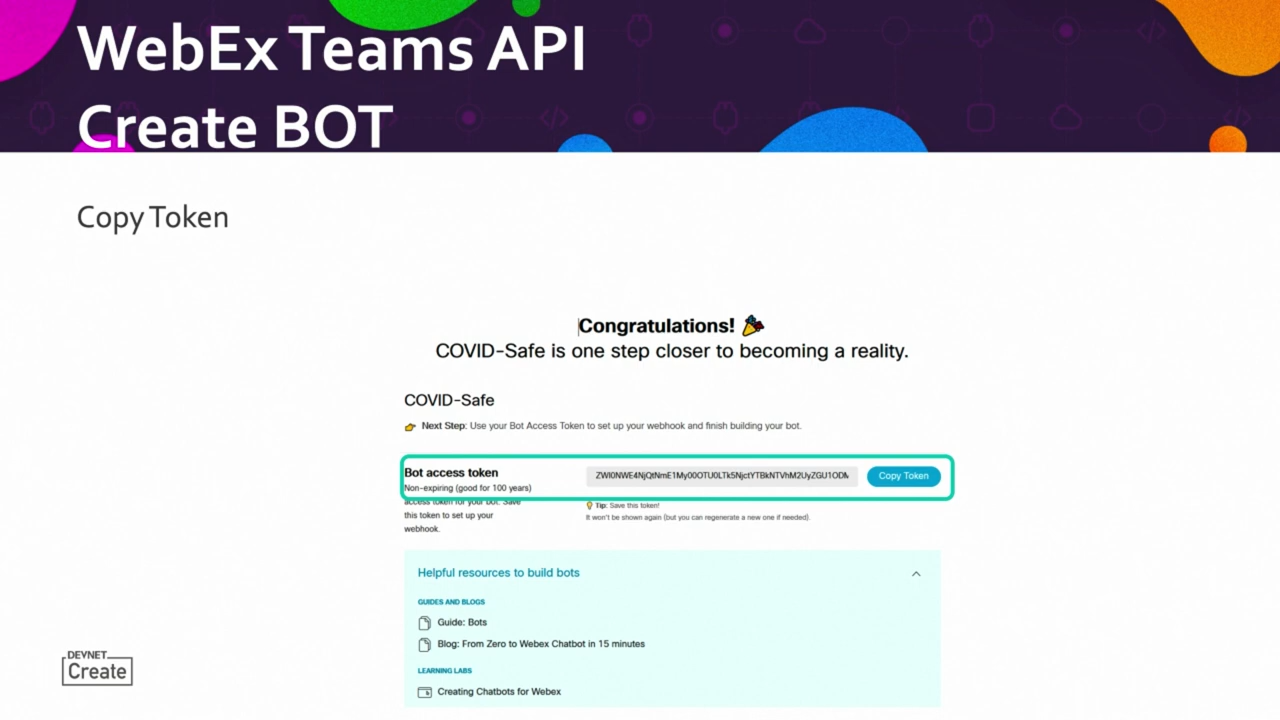 WebEx Teams API
Create BOT
Copy Token
Congratulations! 🎉
COVID-Safe is one step closer to becoming a reality.
COVID-Safe
👉 Next Step: Use your Bot Access Token to set up your webhook and finish building your bot.
Bot access token
Non-expiring (good for 100 years)
access token for your bot. Save
this token to set up your
webhook.
Copy Token
💡 Tip: Save this token!
It won't be shown again (but you can regenerate a new one if needed).
Helpful resources to build bots
GUIDES AND BLOGS
Guide: Bots
Blog: From Zero to Webex Chatbot in 15 minutes
LEARNING LABS
Creating Chatbots for Webex
DEVNET
Create